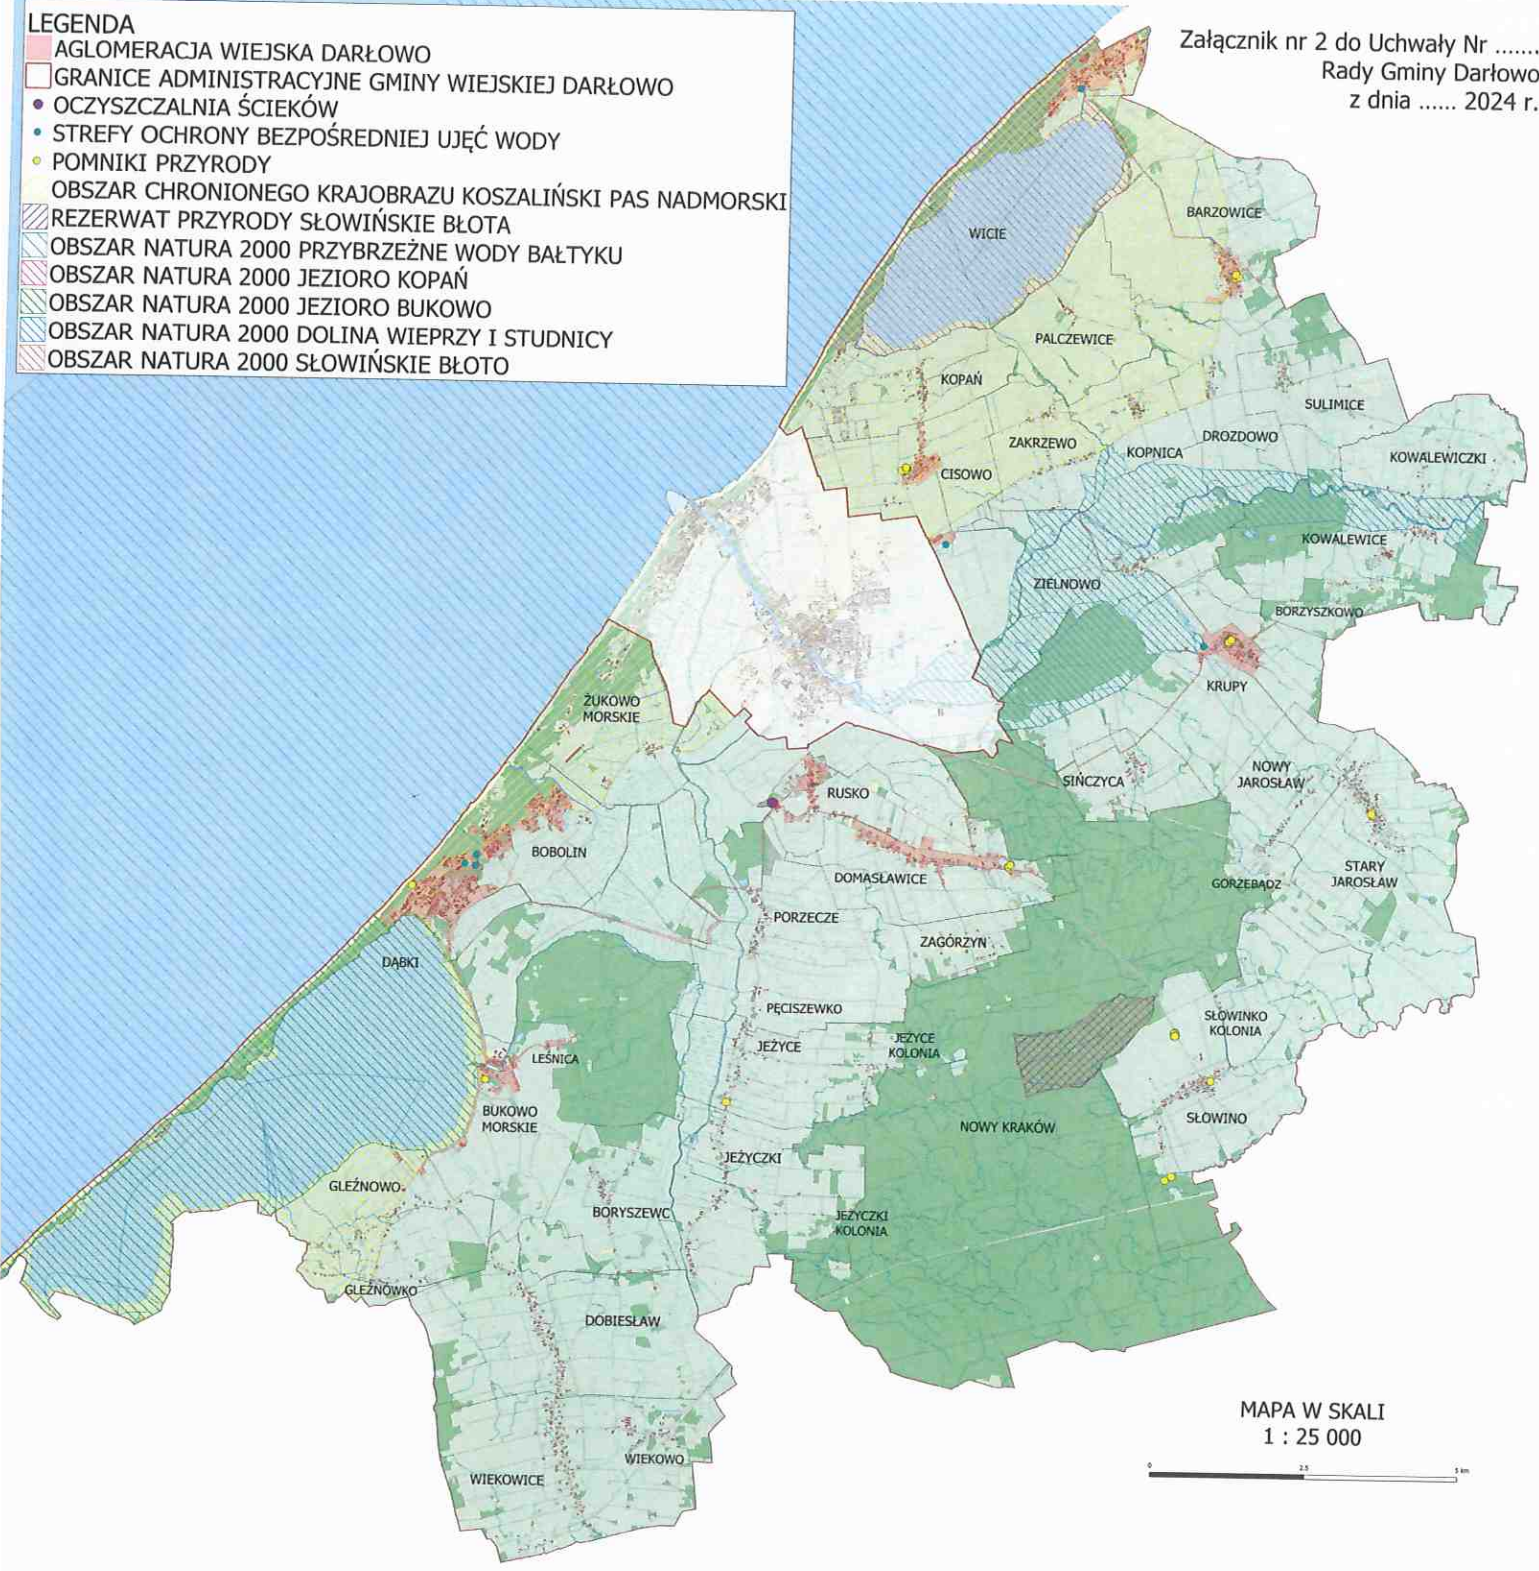 LEGENDA
AGLOMERACJA WIEJSKA DARŁOWO
GRANICE ADMINISTRACYJNE GMINY WIEJSKIEJ DARŁOWO
OCZYSZCZALNIA ŚCIEKÓW
STREFY OCHRONY BEZPOŚREDNIEJ UJĘĆ WODY
POMNIKI PRZYRODY
OBSZAR CHRONIONEGO KRAJOBRAZU KOSZALIŃSKI PAS NADMORSKI
REZERWAT PRZYRODY SŁOWIŃSKIE BŁOTA
OBSZAR NATURA 2000 PRZYBRZEŻNE WODY BAŁTYKU
OBSZAR NATURA 2000 JEZIORO KOPAŃ
OBSZAR NATURA 2000 JEZIORO BUKOWO
OBSZAR NATURA 2000 DOLINA WIEPRZY I STUDNICY
OBSZAR NATURA 2000 SŁOWIŃSKIE BŁOTO
Załącznik nr 2 do Uchwały Nr .......
Rady Gminy Darłowo
z dnia ...... 2024 r.
BARZOWICE
WICIE
PALCZEWICE
KOPAŃ
SULIMICE
DROZDOWO
ZAKRZEWO
KOPNICA
KOWALEWICZKI
CISOWO
KOWALEWICE
ZIELNOWO
BORZYSZKOWO
KRUPY
ŻUKOWO
MORSKIE
SIŃCZYCA
NOWY
JAROSŁAW
RUSKO
BOBOLIN
DOMASŁAWICE
GORZEBĄDZ
STARY
JAROSŁAW
PORZECZE
ZAGÓRZYN
DĄBKI
PĘCISZEWKO
SŁOWINKO
KOLONIA
JEŻYCE
JEŻYCE
KOLONIA
LEŚNICA
BUKOWO
MORSKIE
NOWY KRAKÓW
SŁOWINO
JEŻYCZKI
GLEŹNOWO
BORYSZEWC
JEŻYCZKI
KOLONIA
GLEŹNÓWKO
DOBIESŁAW
WIEKOWICE
WIEKOWO
MAPA W SKALI
1 : 25 000
0 2.5 5 km